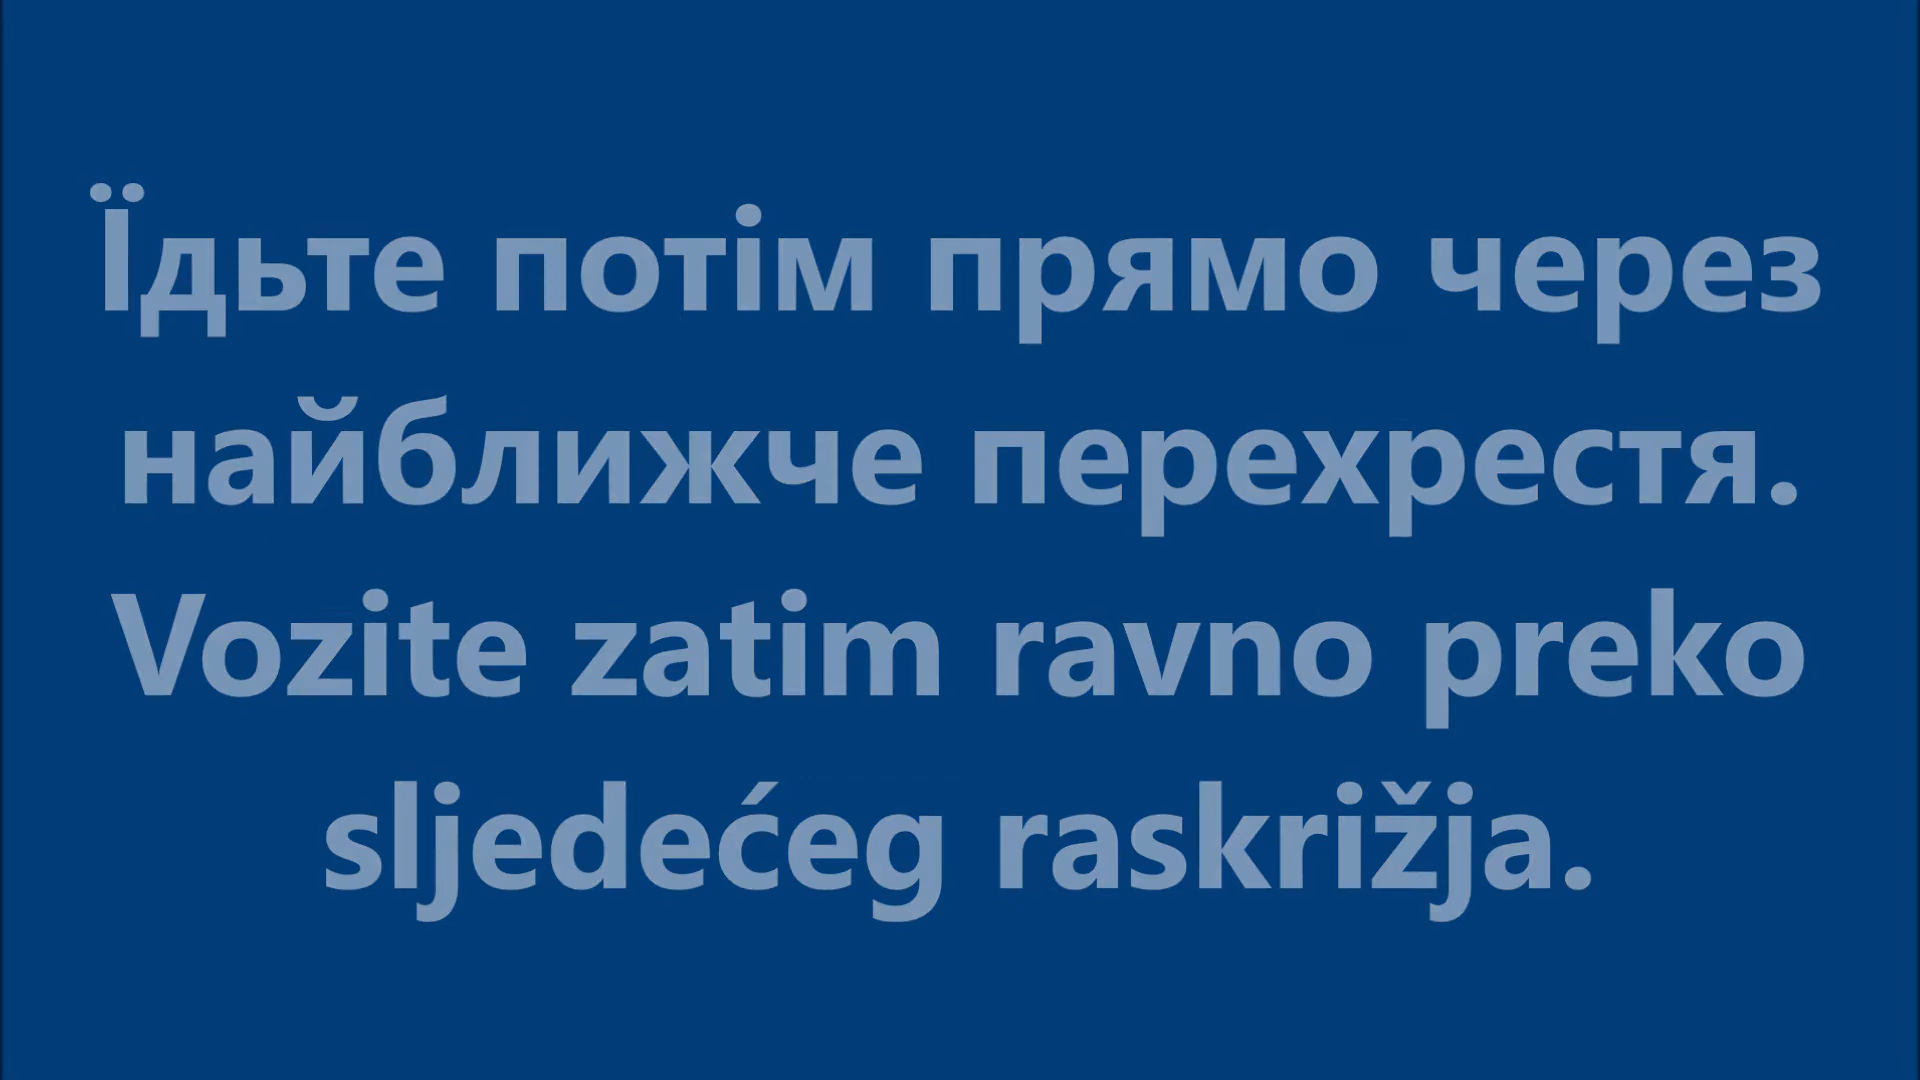 Їдьте потім прямо через
найближче перехрестя.
Vozite zatim ravno preko
sljedećeg raskrižja.